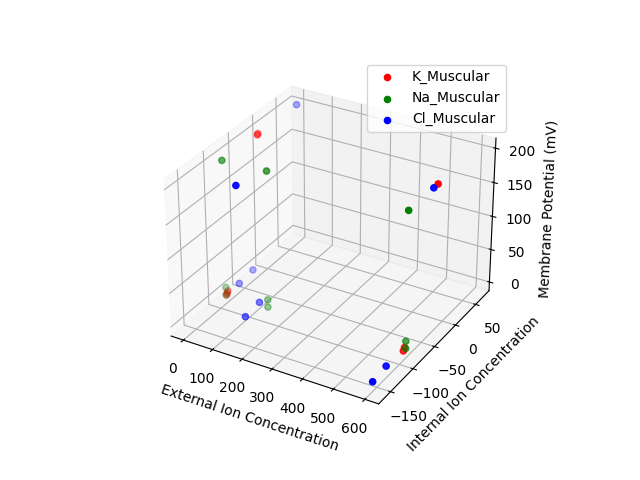 K_Muscular
Na_Muscular
Cl_Muscular
200
150
100
50
0
Membrane Potential (mV)
50
0
−50
−100
−150
Internal Ion Concentration
0
100
200
300
400
500
600
External Ion Concentration